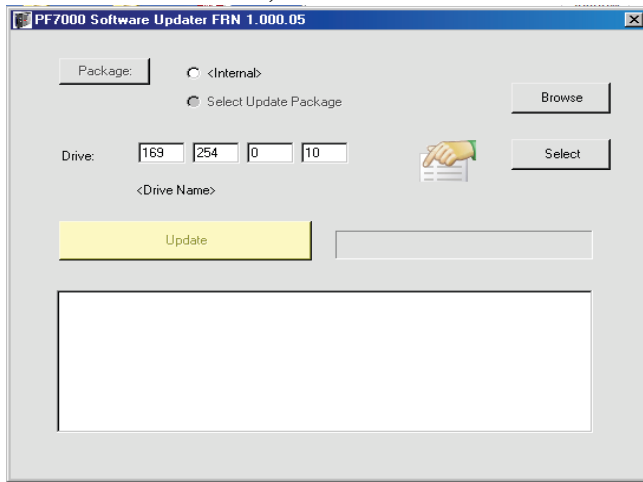 PF7000 Software Updater FRN 1.000.05
Package:
<Internal>
Select Update Package
Browse
Drive:
169 254 0 10
Select
<Drive Name>
Update